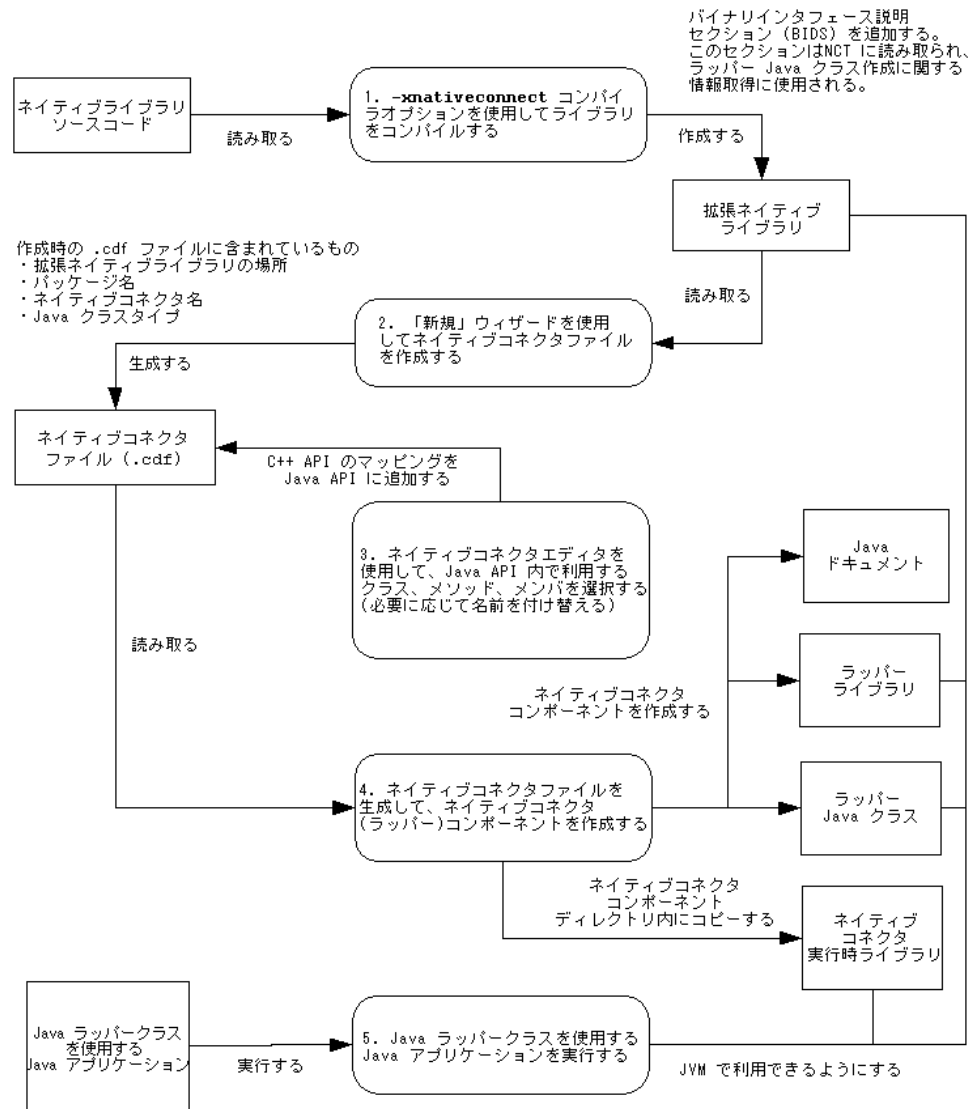 バイナリインタフェース説明
セクション (BIDS) を追加する。
このセクションはNCT に読み取られ、
ラッパー Java クラス作成に関する
情報取得に使用される。
ネイティブライブラリ
ソースコード
読み取る
1. -xnativeconnect コンパイ
ラオプションを使用してライブラリ
をコンパイルする
作成する
拡張ネイティブ
ライブラリ
作成時の .cdf ファイルに含まれているもの
・拡張ネイティブライブラリの場所
・パッケージ名
・ネイティブコネクタ名
・Java クラスタイプ
読み取る
2. 「新規」ウィザードを使用
してネイティブコネクタファイル
を作成する
生成する
ネイティブコネクタ
ファイル (.cdf)
C++ API のマッピングを
Java API に追加する
3. ネイティブコネクタエディタを
使用して、Java API 内で利用する
クラス、メソッド、メンバを選択する
(必要に応じて名前を付け替える)
Java
ドキュメント
読み取る
ラッパー
ライブラリ
ネイティブコネクタ
コンポーネントを作成する
4. ネイティブコネクタファイルを
生成して、ネイティブコネクタ
(ラッパー)コンポーネントを作成する
ラッパー
Java クラス
ネイティブコネクタ
コンポーネント
ディレクトリ内にコピーする
ネイティブ
コネクタ
実行時ライブラリ
Java ラッパークラス
を使用する
Java アプリケーション
実行する
5. Java ラッパークラスを使用する
Java アプリケーションを実行する
JVM で利用できるようにする